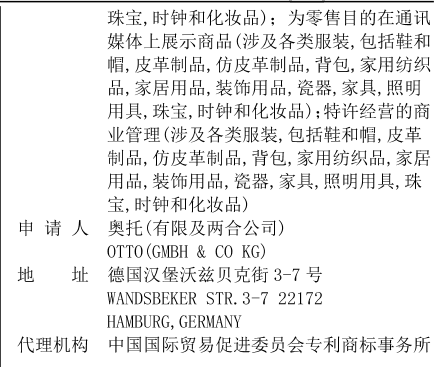 珠宝,时钟和化妆品); 为零售目的在通讯
媒体上展示商品(涉及各类服装,包括鞋和
帽,皮革制品,仿皮革制品,背包,家用纺织
品,家居用品,装饰用品,瓷器,家具,照明
用具,珠宝,时钟和化妆品);特许经营的商
业管理(涉及各类服装,包括鞋和帽,皮革
制品,仿皮革制品,背包,家用纺织品,家居
用品,装饰用品,瓷器,家具,照明用具,珠
宝,时钟和化妆品)
申 请 人 奥托(有限及两合公司)
OTTO(GMBH & CO KG)
地 址 德国汉堡沃兹贝克街 3-7 号
WANDSBEKER STR.3-7 22172
HAMBURG,GERMANY
代理机构 中国国际贸易促进委员会专利商标事务所